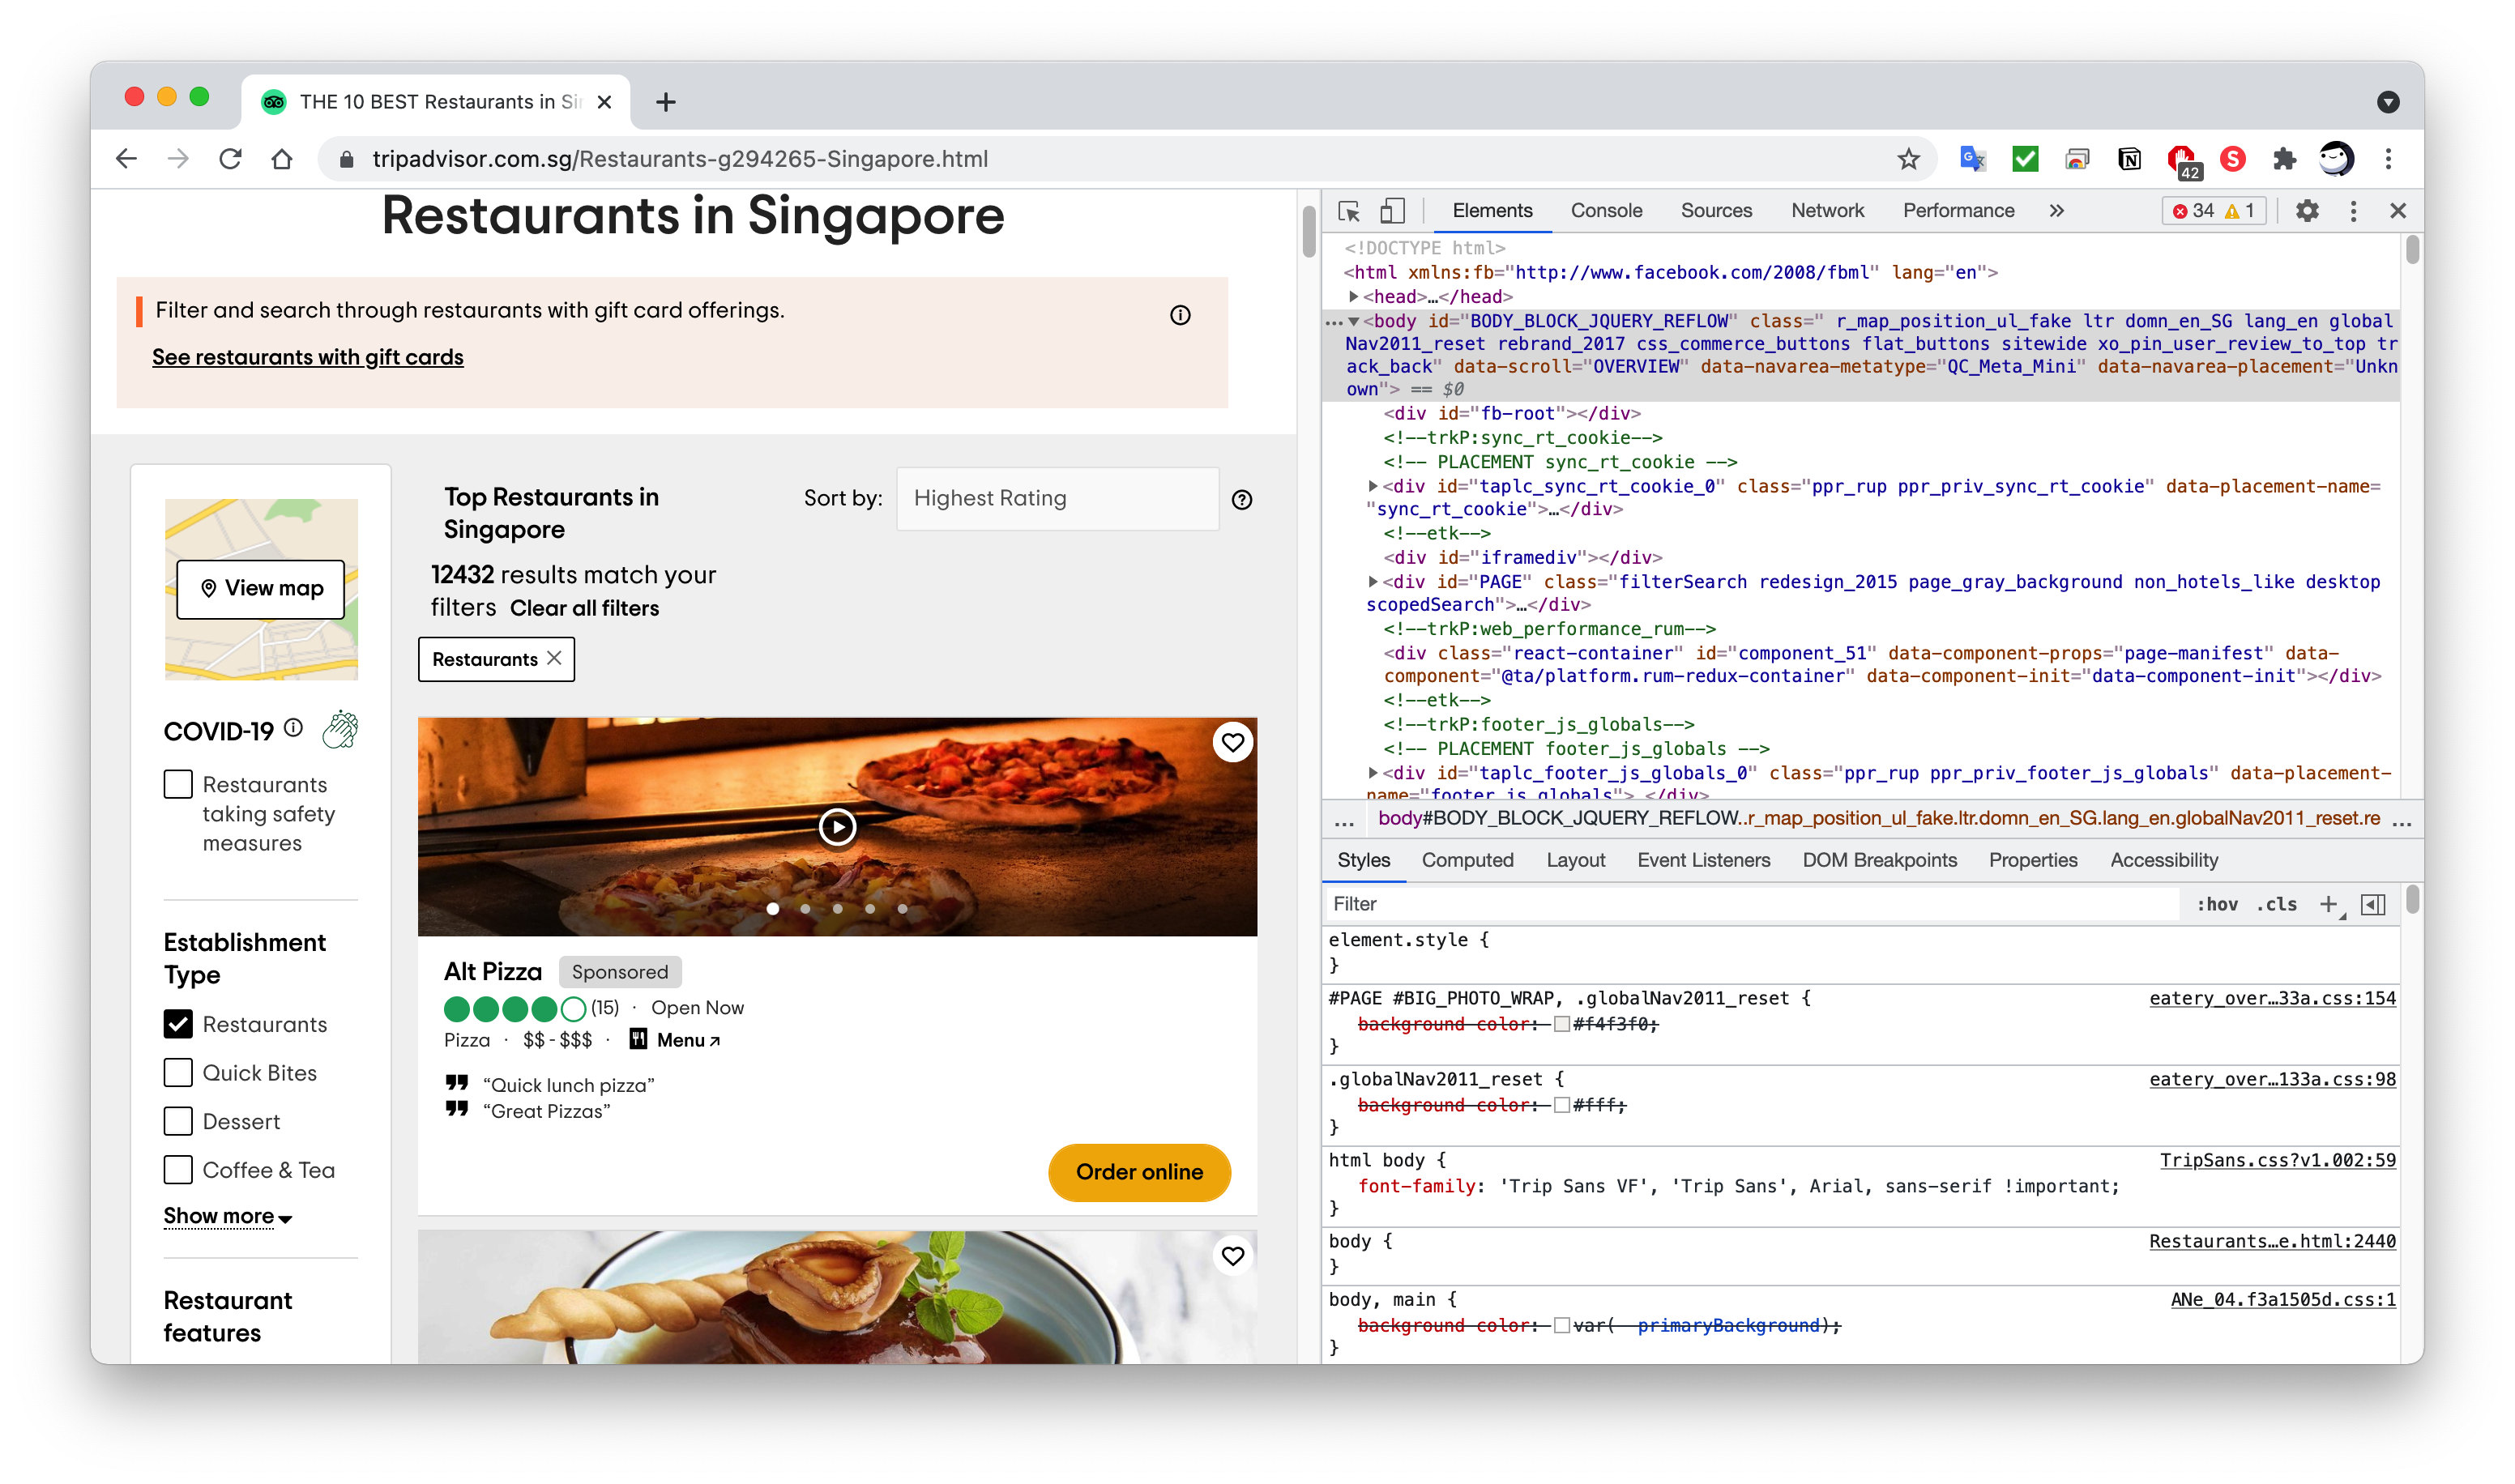 THE 10 BEST Restaurants in Si
tripadvisor.com.sg/Restaurants-g294265-Singapore.html
42
Restaurants in Singapore
Filter and search through restaurants with gift card offerings.
See restaurants with gift cards
View map
COVID-19
Restaurants
taking safety
measures
Establishment
Type
Restaurants
Quick Bites
Dessert
Coffee & Tea
Show more
Restaurant
features
Top Restaurants in
Singapore
Sort by: Highest Rating
12432 results match your
filters Clear all filters
Restaurants
Alt Pizza Sponsored
(15) · Open Now
Pizza · $$ - $$$ · Menu
“Quick lunch pizza”
“Great Pizzas”
Order online
Elements Console Sources Network Performance » 34 1
<!DOCTYPE html>
<html xmlns:fb="http://www.facebook.com/2008/fbml" lang="en">
<head>…</head>
<body id="BODY_BLOCK_JQUERY_REFLOW" class=" r_map_position_ul_fake ltr domn_en_SG lang_en global
Nav2011_reset rebrand_2017 css_commerce_buttons flat_buttons sitewide xo_pin_user_review_to_top tr
ack_back" data-scroll="OVERVIEW" data-navarea-metatype="QC_Meta_Mini" data-navarea-placement="Unkn
own"> == $0
<div id="fb-root"></div>
<!--trkP:sync_rt_cookie-->
<!-- PLACEMENT sync_rt_cookie -->
<div id="taplc_sync_rt_cookie_0" class="ppr_rup ppr_priv_sync_rt_cookie" data-placement-name=
"sync_rt_cookie">…</div>
<!--etk-->
<div id="iframediv"></div>
<div id="PAGE" class="filterSearch redesign_2015 page_gray_background non_hotels_like desktop
scopedSearch">…</div>
<!--trkP:web_performance_rum-->
<div class="react-container" id="component_51" data-component-props="page-manifest" data-
component="@ta/platform.rum-redux-container" data-component-init="data-component-init"></div>
<!--etk-->
<!--trkP:footer_js_globals-->
<!-- PLACEMENT footer_js_globals -->
<div id="taplc_footer_js_globals_0" class="ppr_rup ppr_priv_footer_js_globals" data-placement-
name="footer_js_globals">…</div>
… body#BODY_BLOCK_JQUERY_REFLOW..r_map_position_ul_fake.ltr.domn_en_SG.lang_en.globalNav2011_reset.re …
Styles Computed Layout Event Listeners DOM Breakpoints Properties Accessibility
Filter :hov .cls +
element.style {
}
#PAGE #BIG_PHOTO_WRAP, .globalNav2011_reset { eatery_over…33a.css:154
background-color: #f4f3f0;
}
.globalNav2011_reset { eatery_over…133a.css:98
background-color: #fff;
}
html body { TripSans.css?v1.002:59
font-family: 'Trip Sans VF', 'Trip Sans', Arial, sans-serif !important;
}
body { Restaurants…e.html:2440
}
body, main { ANe_04.f3a1505d.css:1
background-color: var(--primaryBackground);
}